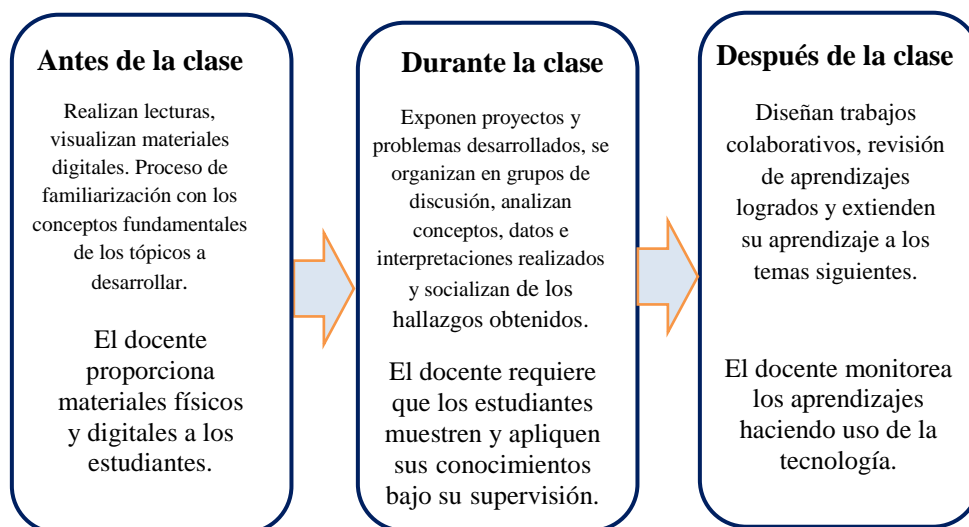 Antes de la clase
Realizan lecturas,
visualizan materiales
digitales. Proceso de
familiarización con los
conceptos fundamentales
de los tópicos a
desarrollar.
El docente
proporciona
materiales físicos
y digitales a los
estudiantes.
Durante la clase
Exponen proyectos y
problemas desarrollados, se
organizan en grupos de
discusión, analizan
conceptos, datos e
interpretaciones realizados
y socializan de los
hallazgos obtenidos.
El docente requiere
que los estudiantes
muestren y apliquen
sus conocimientos
bajo su supervisión.
Después de la clase
Diseñan trabajos
colaborativos, revisión
de aprendizajes
logrados y extienden
su aprendizaje a los
temas siguientes.
El docente monitorea
los aprendizajes
haciendo uso de la
tecnología.